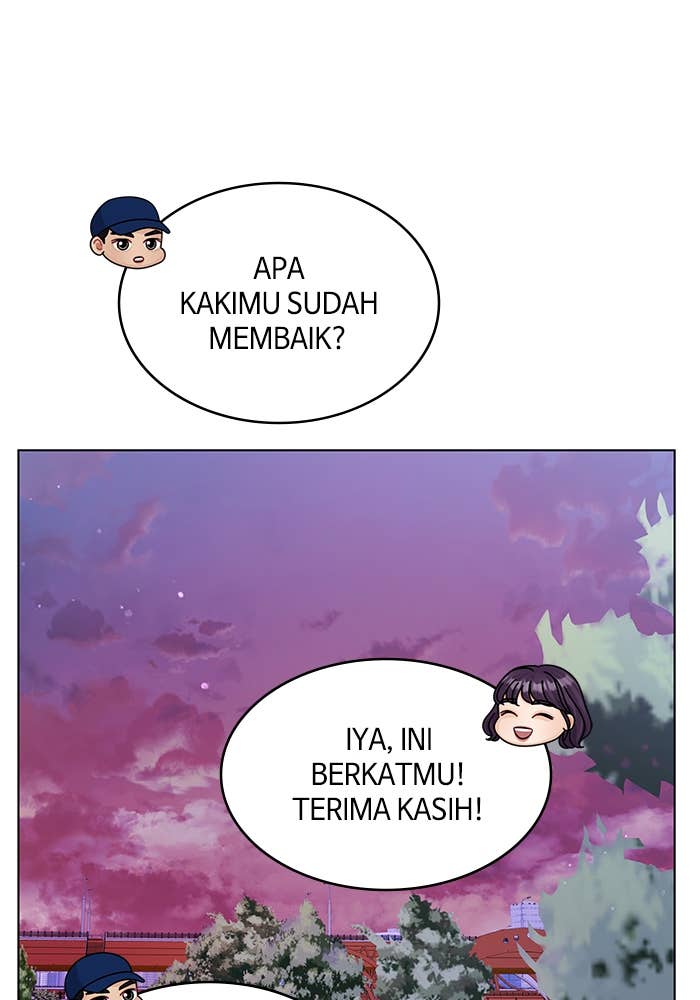 APA
KAKIMU SUDAH
MEMBAIK?
IYA, INI
BERKATMU!
TERIMA KASIH!